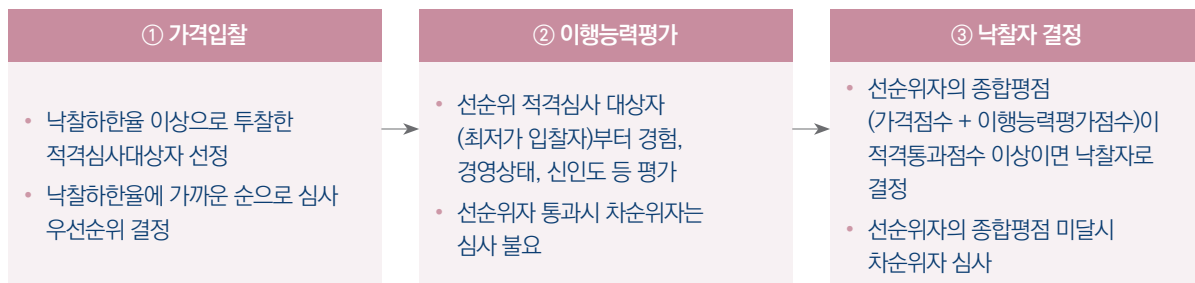 ① 가격입찰
• 낙찰하한율 이상으로 투찰한
적격심사대상자 선정
• 낙찰하한율에 가까운 순으로 심사
우선순위 결정
② 이행능력평가
• 선순위 적격심사 대상자
(최저가 입찰자)부터 경험,
경영상태, 신인도 등 평가
• 선순위자 통과시 차순위자는
심사 불요
③ 낙찰자 결정
• 선순위자의 종합평점
(가격점수 + 이행능력평가점수)이
적격통과점수 이상이면 낙찰자로
결정
• 선순위자의 종합평점 미달시
차순위자 심사